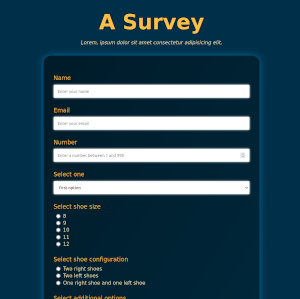 A Survey
Lorem, ipsum dolor sit amet consectetur adipisicing elit.
Name
Enter your name
Email
Enter your email
Number
Enter a number between 1 and 999
Select one
First option
Select shoe size
8
9
10
11
12
Select shoe configuration
Two right shoes
Two left shoes
One right shoe and one left shoe
Select additional options